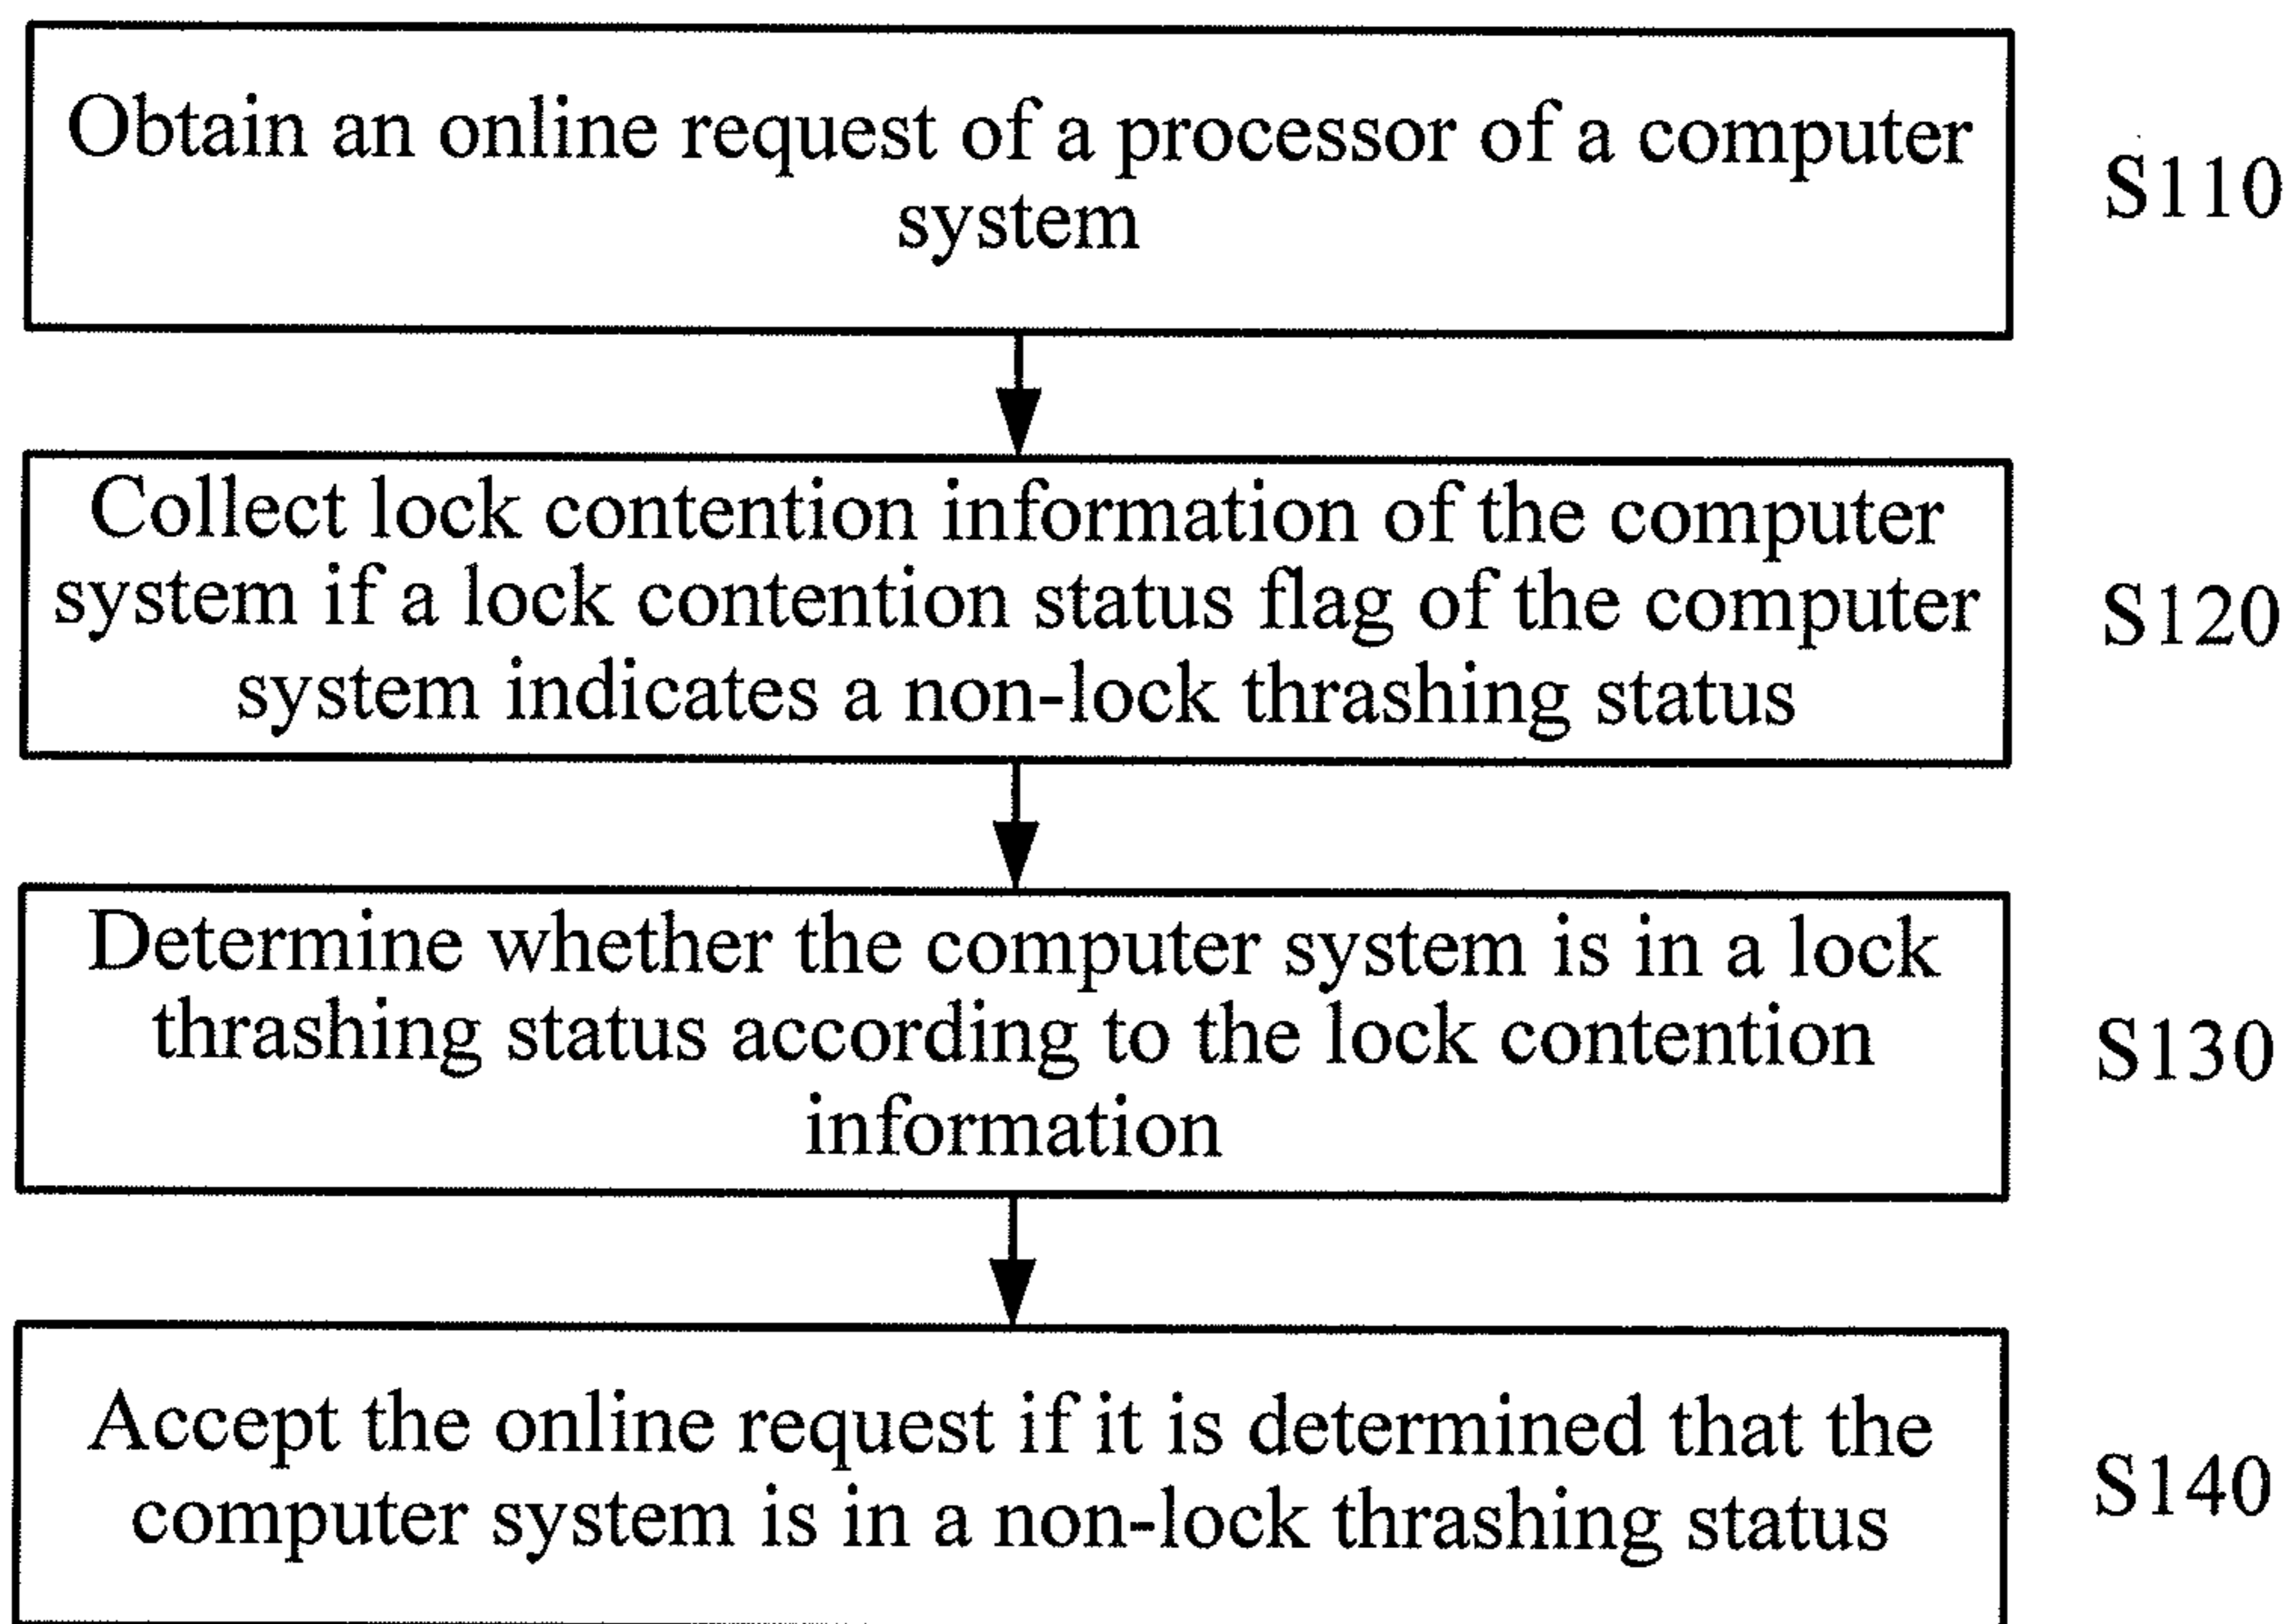 Obtain an online request of a processor of a computer
system
S110
Collect lock contention information of the computer
system if a lock contention status flag of the computer
system indicates a non-lock thrashing status
S120
Determine whether the computer system is in a lock
thrashing status according to the lock contention
information
S130
Accept the online request if it is determined that the
computer system is in a non-lock thrashing status
S140